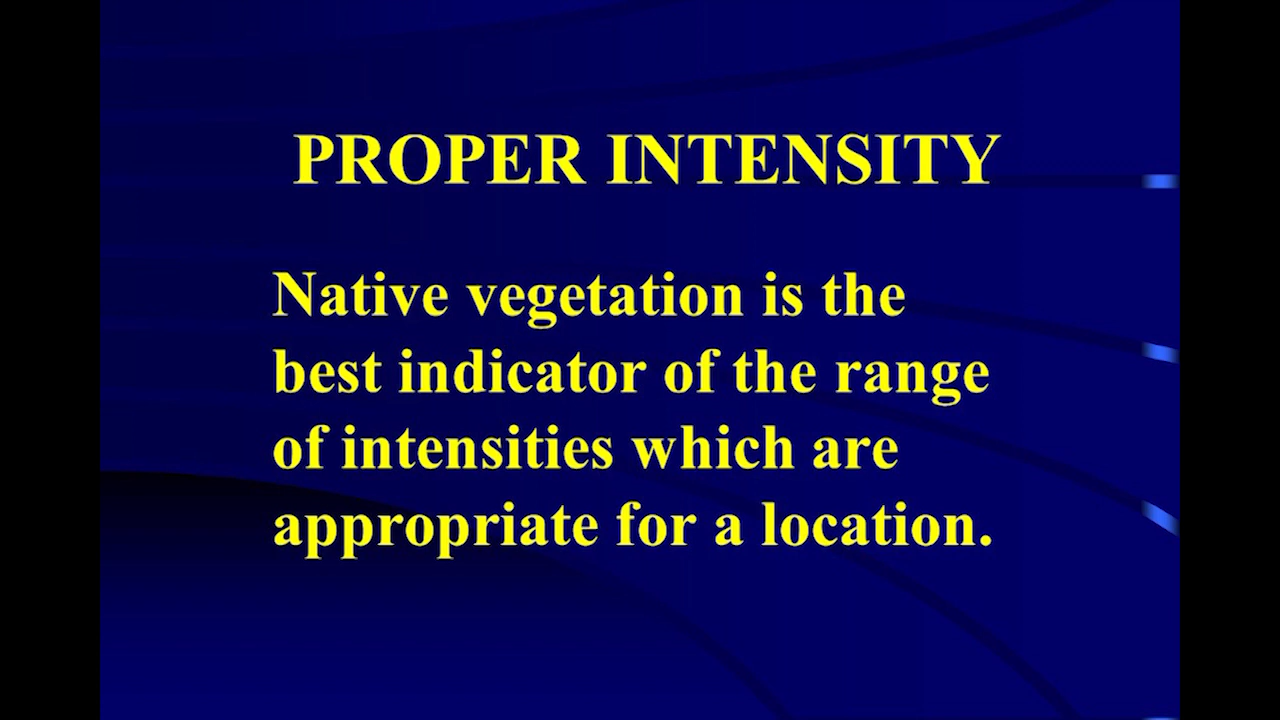 PROPER INTENSITY
Native vegetation is the
best indicator of the range
of intensities which are
appropriate for a location.